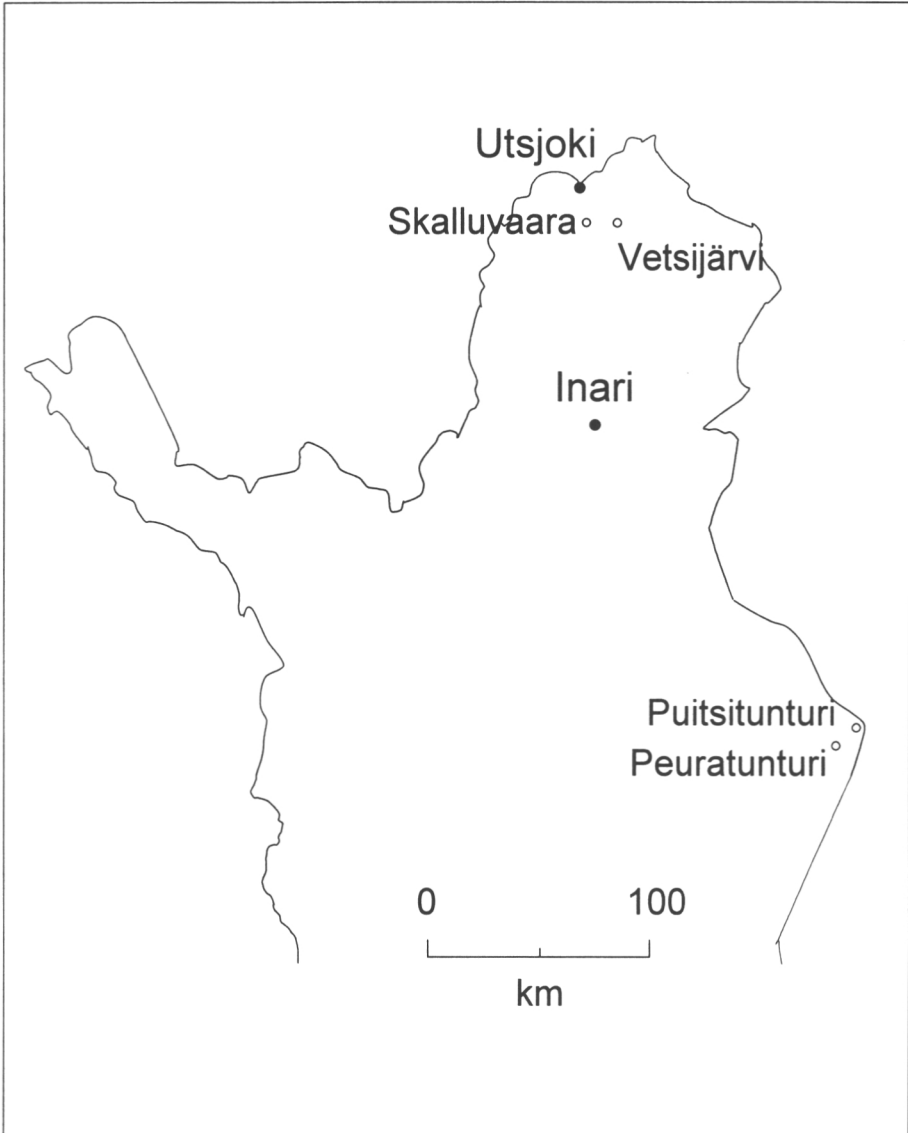 Utsjoki
Skalluvaara
Vetsijärvi
Inari
Puitsitunturi
Peuratunturi
0 100
km